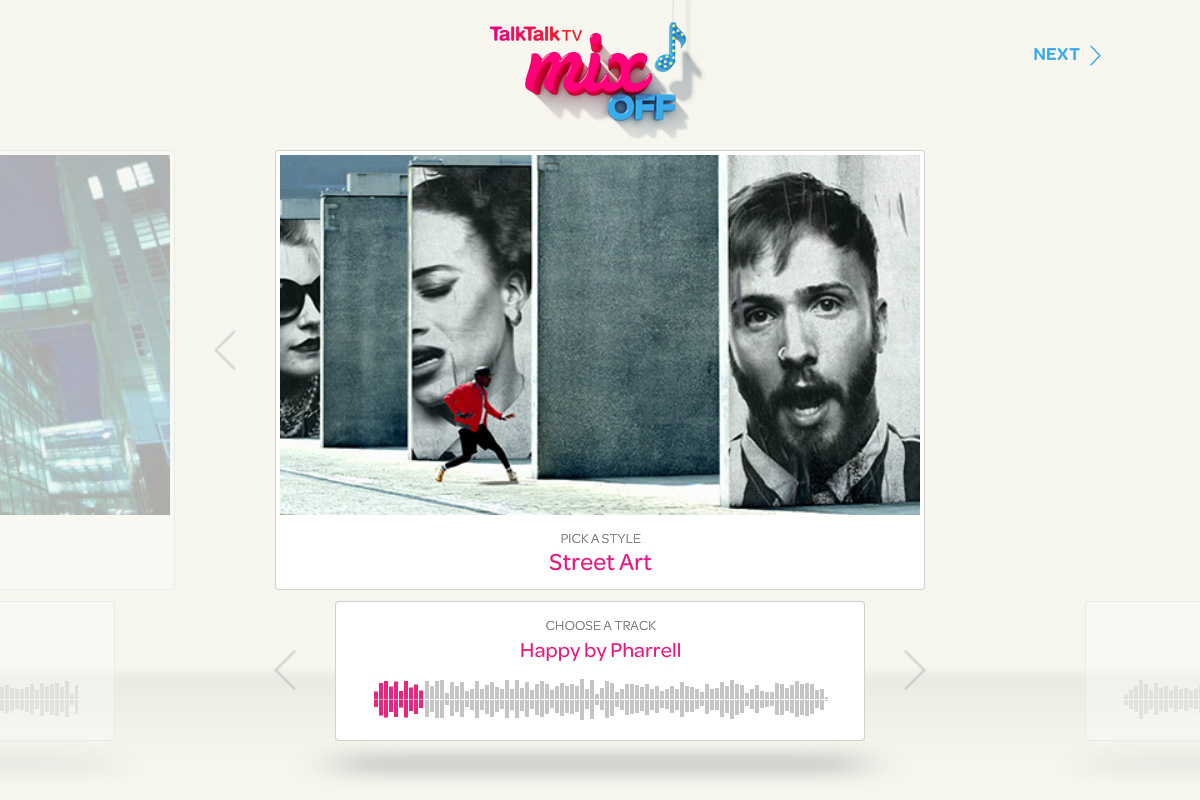 TalkTalk TV
mix
OFF
NEXT
E
PICK A STYLE
Street Art
CHOOSE A TRACK
Happy by Pharrell